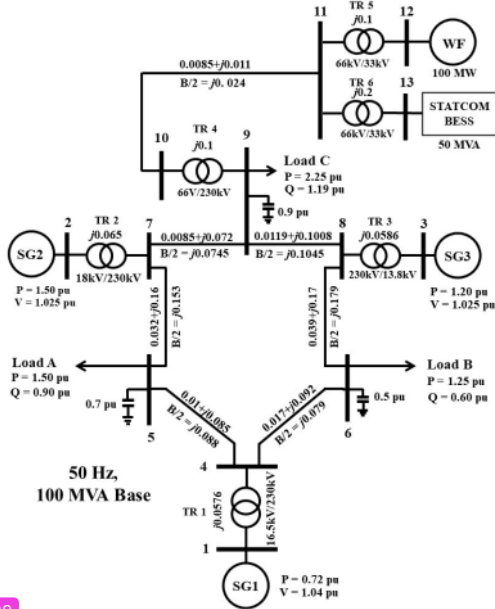 11
TR 5
j0.1
12
WF
100 MW
66kV/33kV
0.0085+j0.011
B/2 = j0. 024
TR 6
j0.2
13
STATCOM
BESS
66kV/33kV
50 MVA
10
TR 4
j0.1
9
66V/230kV
Load C
P = 2.25 pu
Q = 1.19 pu
0.9 pu
2
TR 2
j0.065
7
0.0085+j0.072
B/2 = j0.0745
0.0119+j0.1008
B/2 = j0.1045
8
TR 3
j0.0586
3
SG2
18kV/230kV
230kV/13.8kV
SG3
P = 1.50 pu
V = 1.025 pu
P = 1.20 pu
V = 1.025 pu
0.032+j0.16
B/2 = j0.153
0.039+j0.17
B/2 = j0.179
Load A
P = 1.50 pu
Q = 0.90 pu
Load B
P = 1.25 pu
Q = 0.60 pu
0.7 pu
5
0.01+j0.085
B/2 = j0.088
0.017+j0.092
B/2 = j0.079
0.5 pu
6
4
50 Hz,
100 MVA Base
TR 1
j0.0576
16.5kV/230kV
1
SG1
P = 0.72 pu
V = 1.04 pu